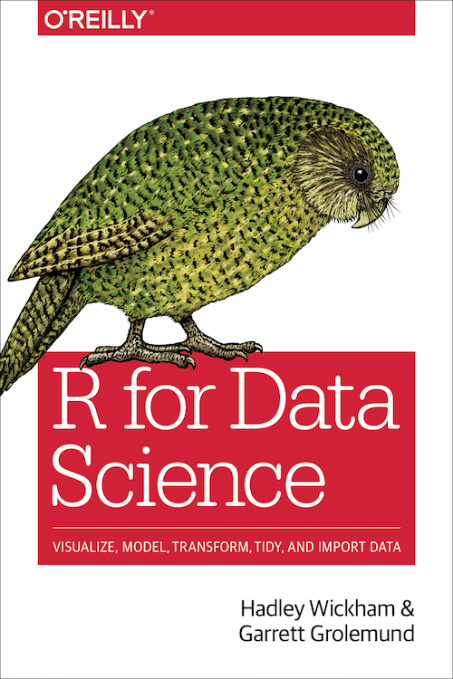 O'REILLY®
R for Data
Science
VISUALIZE, MODEL, TRANSFORM, TIDY, AND IMPORT DATA
Hadley Wickham &
Garrett Grolemund